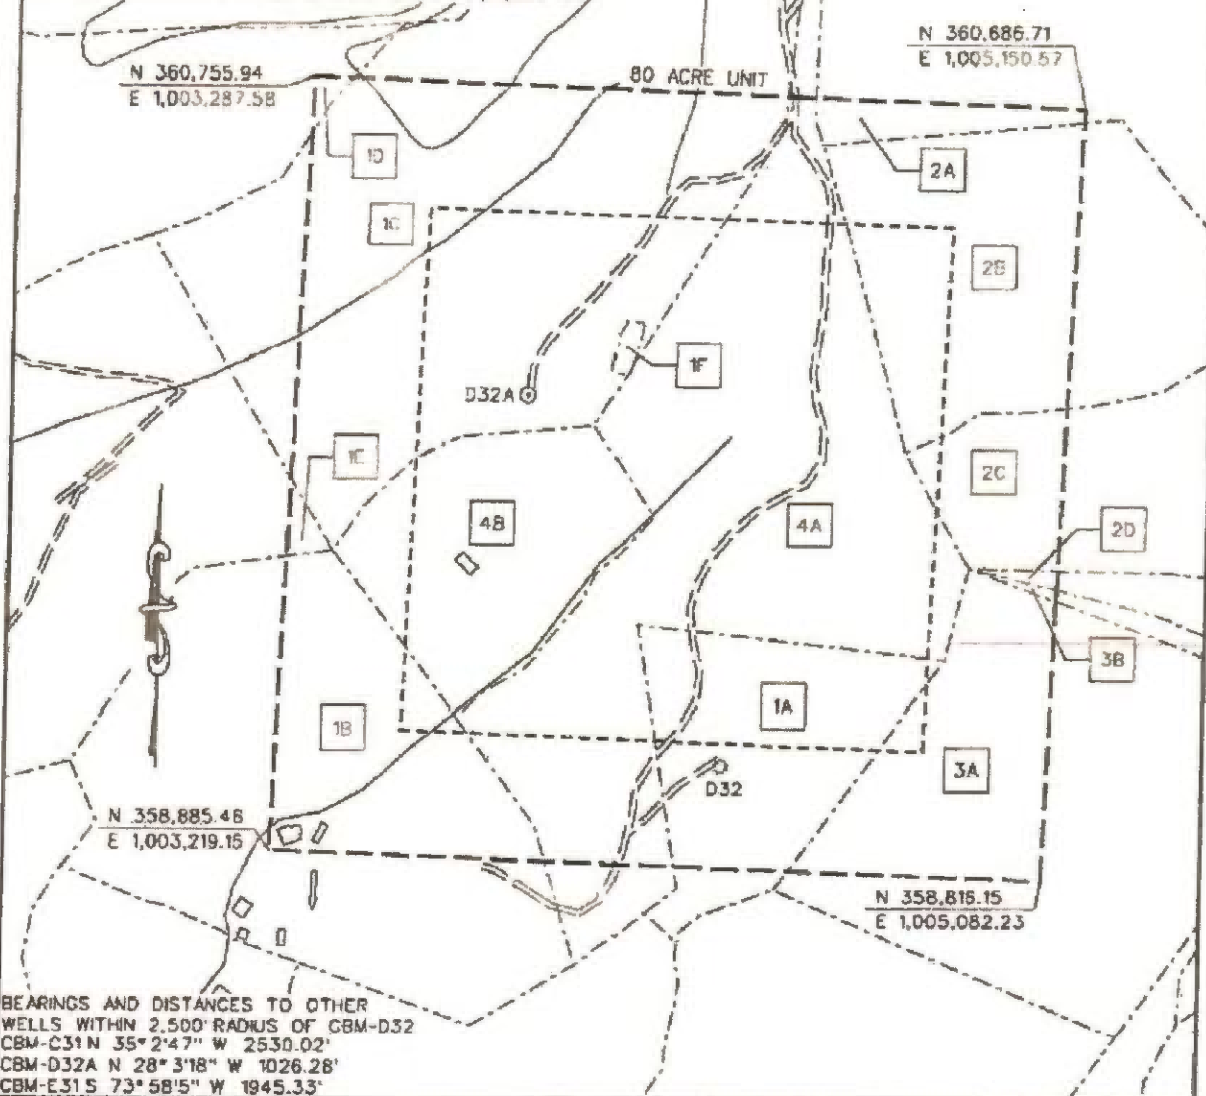 N 360,686.71
E 1,005,150.57
N 360,755.94
E 1,003,287.58
80 ACRE UNIT
1D
2A
1C
2B
1F
D32A
1E
2C
4B
4A
2D
3B
1A
1B
3A
D32
N 358,885.46
E 1,003,219.15
N 358,816.15
E 1,005,082.23
BEARINGS AND DISTANCES TO OTHER
WELLS WITHIN 2,500' RADIUS OF CBM-D32
CBM-C31 N 35°2'47" W 2530.02'
CBM-D32A N 28°3'18" W 1026.28'
CBM-E31 S 73°58'5" W 1945.33'